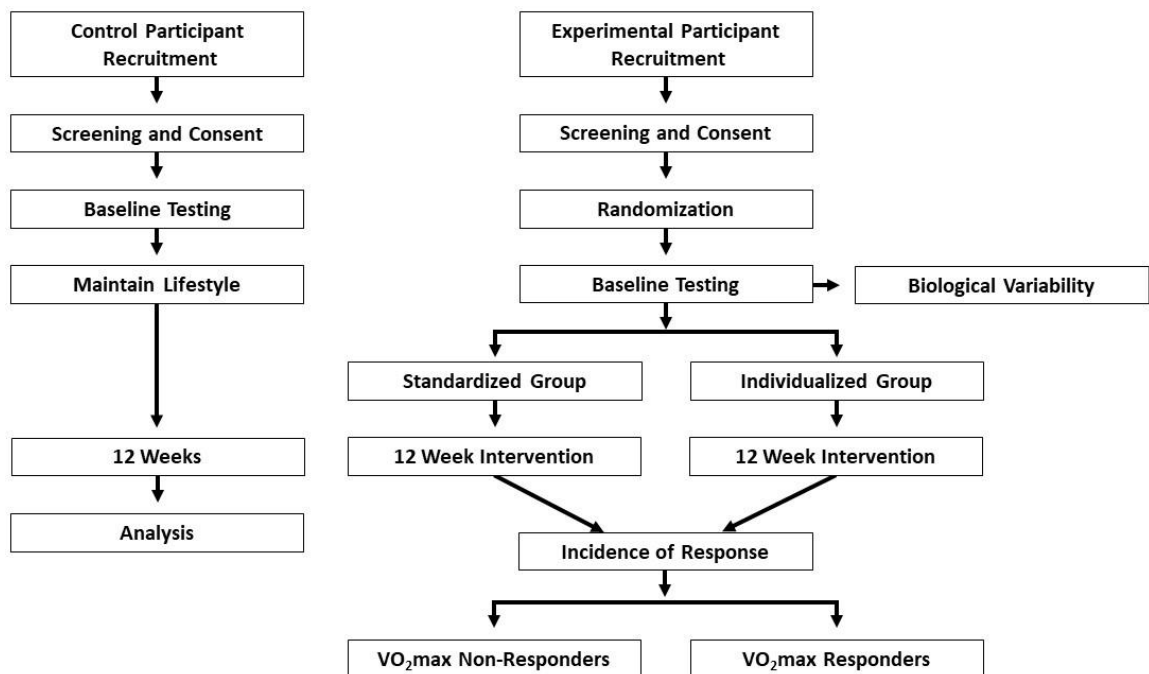 Control Participant
Recruitment
Screening and Consent
Baseline Testing
Maintain Lifestyle
12 Weeks
Analysis
Experimental Participant
Recruitment
Screening and Consent
Randomization
Baseline Testing
Biological Variability
Standardized Group
Individualized Group
12 Week Intervention
12 Week Intervention
Incidence of Response
VO₂max Non-Responders
VO₂max Responders